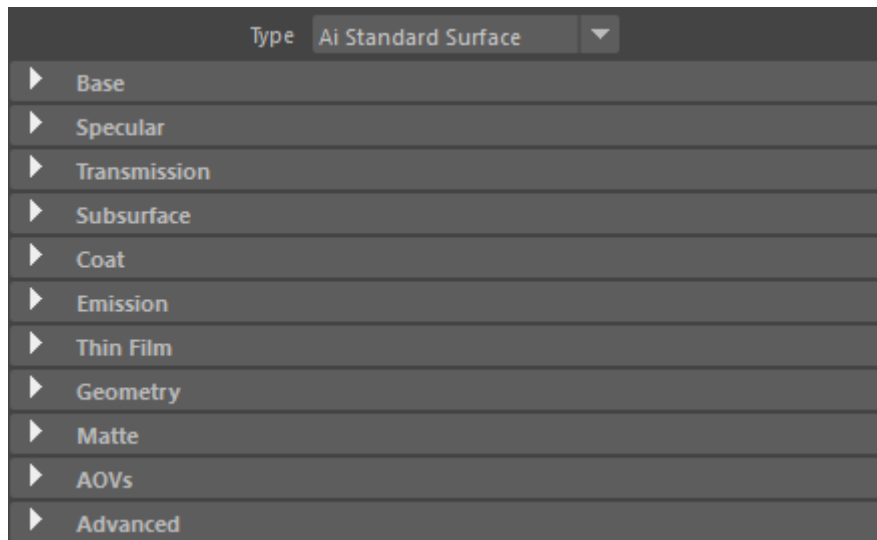 Type Ai Standard Surface
Base
Specular
Transmission
Subsurface
Coat
Emission
Thin Film
Geometry
Matte
AOVs
Advanced